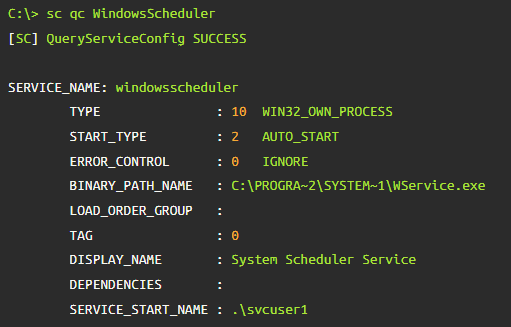 C:\> sc qc WindowsScheduler
[SC] QueryServiceConfig SUCCESS
SERVICE_NAME: windowsscheduler
TYPE : 10 WIN32_OWN_PROCESS
START_TYPE : 2 AUTO_START
ERROR_CONTROL : 0 IGNORE
BINARY_PATH_NAME : C:\PROGRA~2\SYSTEM~1\WService.exe
LOAD_ORDER_GROUP :
TAG : 0
DISPLAY_NAME : System Scheduler Service
DEPENDENCIES :
SERVICE_START_NAME : .\svcuser1